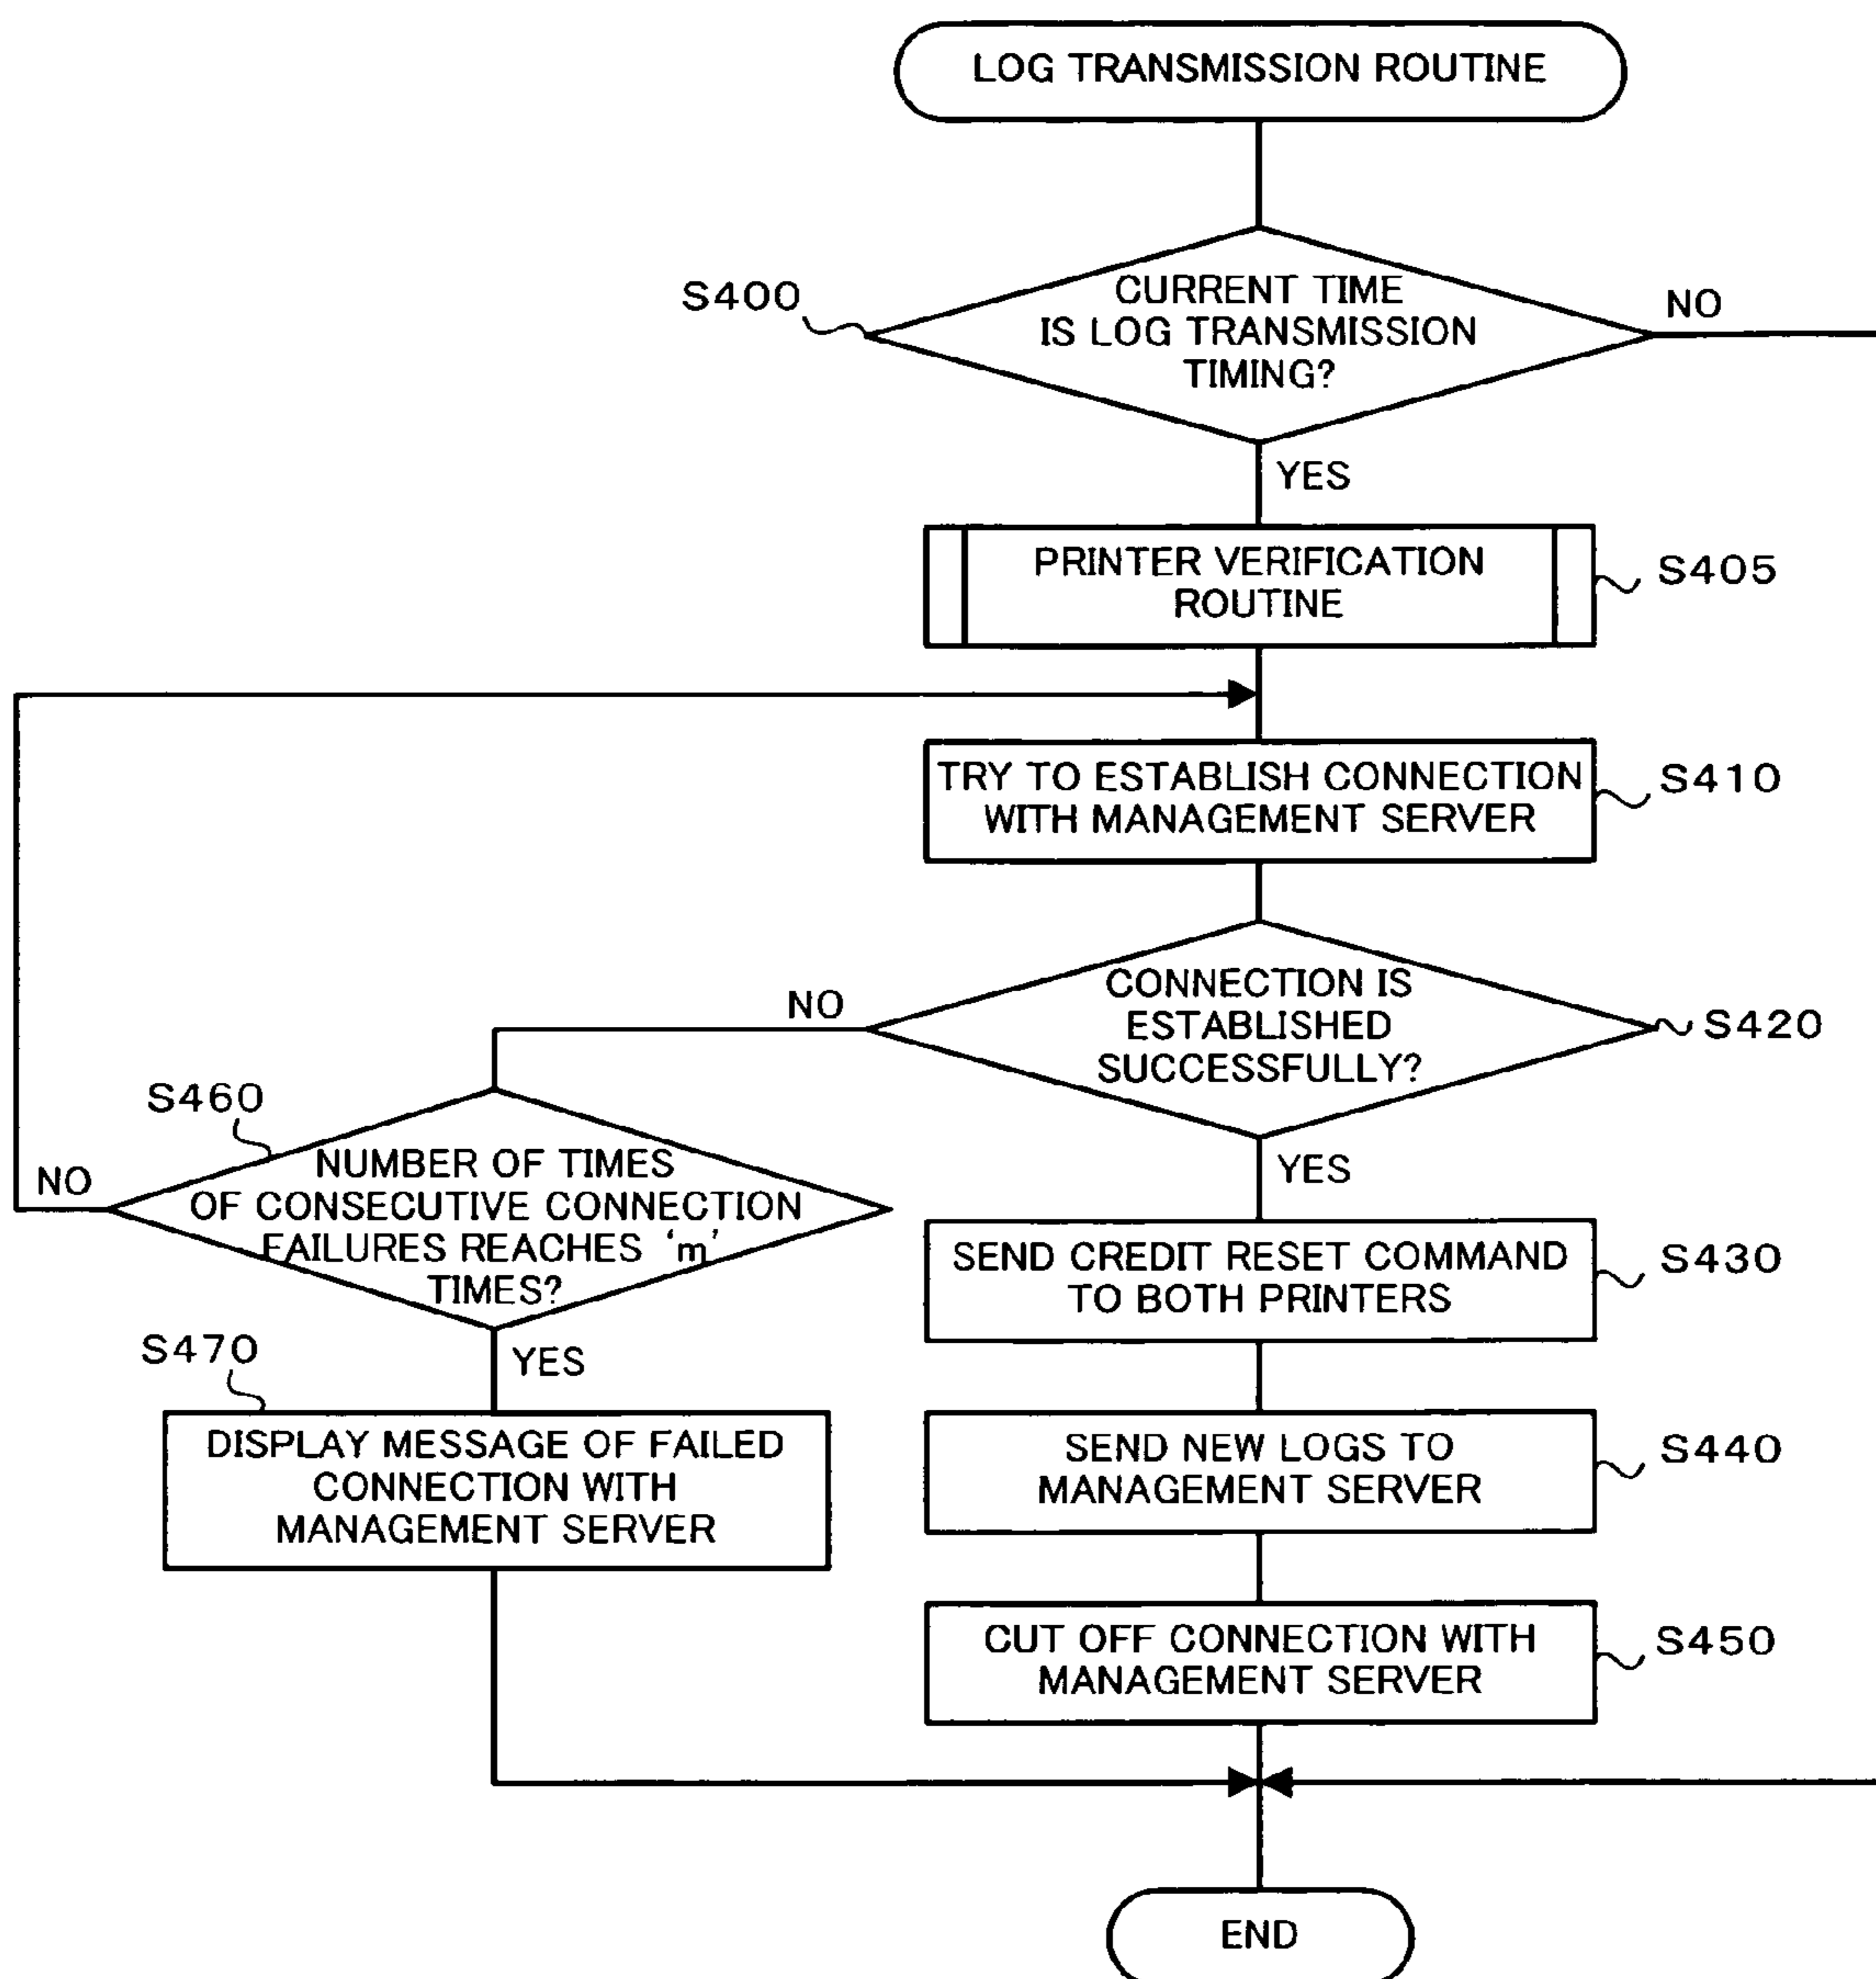 LOG TRANSMISSION ROUTINE
S400
CURRENT TIME
IS LOG TRANSMISSION
TIMING?
NO
YES
PRINTER VERIFICATION
ROUTINE
S405
TRY TO ESTABLISH CONNECTION
WITH MANAGEMENT SERVER
S410
CONNECTION IS
ESTABLISHED
SUCCESSFULLY?
NO
S420
S460
NUMBER OF TIMES
OF CONSECUTIVE CONNECTION
FAILURES REACHES ‘m’
TIMES?
NO
YES
YES
SEND CREDIT RESET COMMAND
TO BOTH PRINTERS
S430
S470
DISPLAY MESSAGE OF FAILED
CONNECTION WITH
MANAGEMENT SERVER
SEND NEW LOGS TO
MANAGEMENT SERVER
S440
CUT OFF CONNECTION WITH
MANAGEMENT SERVER
S450
END